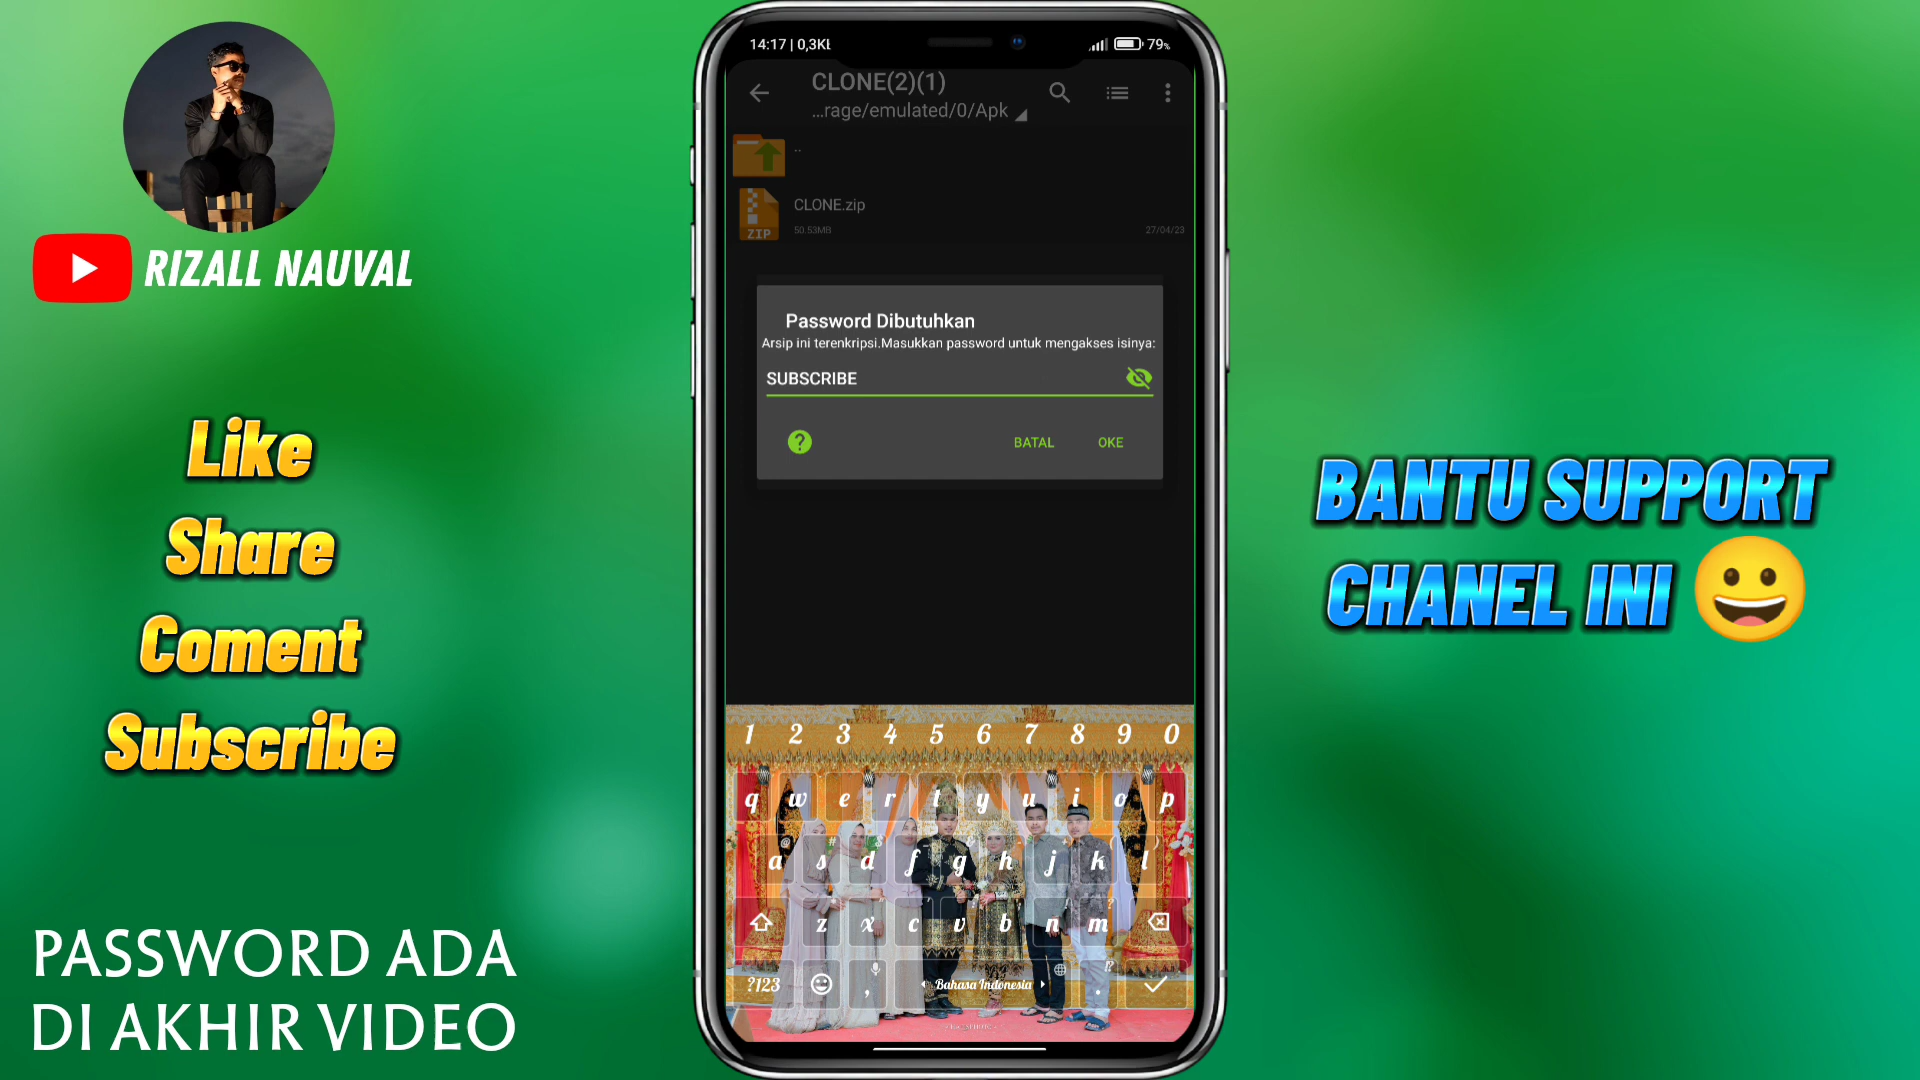 RIZALL NAUVAL
Like
Share
Coment
Subscribe
PASSWORD ADA
DI AKHIR VIDEO
14:17 | 0,3KE
79%
CLONE(2)(1)
...rage/emulated/0/Apk
..
CLONE.zip
ZIP
50.53MB
27/04/23
Password Dibutuhkan
Arsip ini terenkripsi.Masukkan password untuk mengakses isinya:
SUBSCRIBE
?
BATAL
OKE
1 2 3 4 5 6 7 8 9 0
q w e r t y u i o p
a s d f g h j k l
z x c v b n m
?123 , Bahasa Indonesia .
BANTU SUPPORT
CHANEL INI